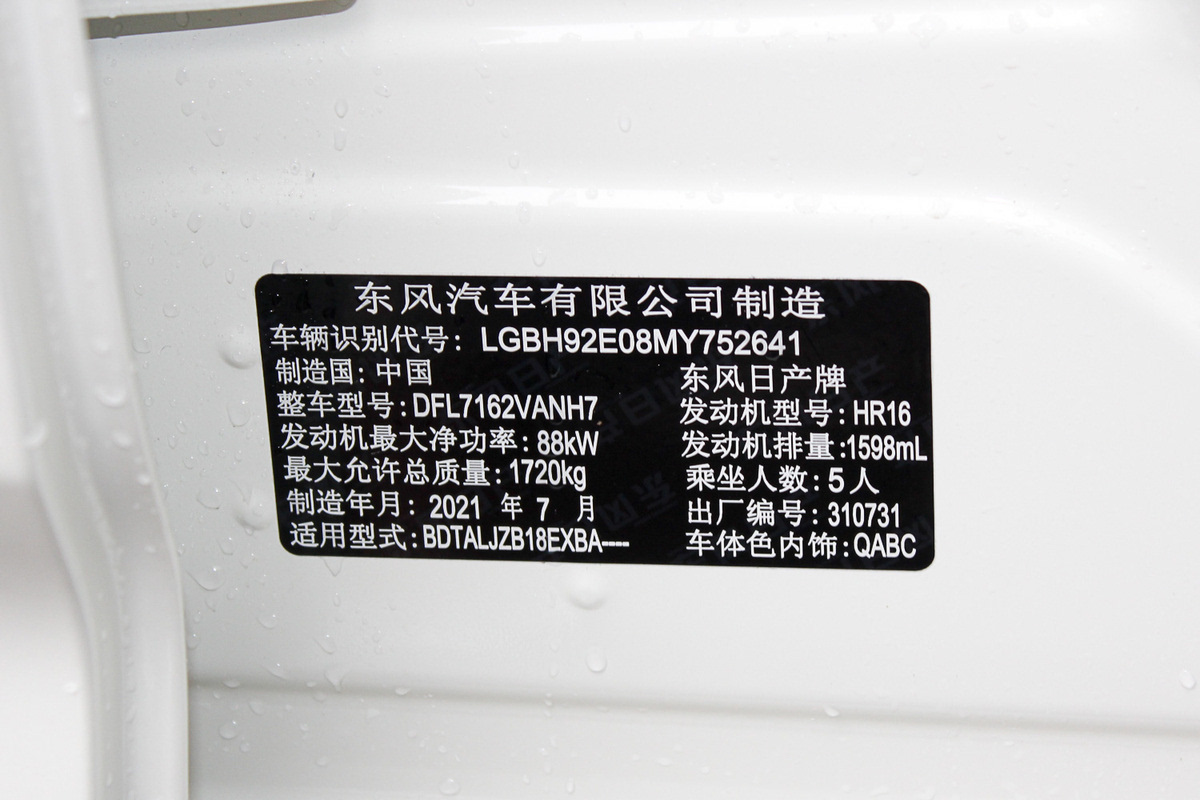 东风汽车有限公司制造
车辆识别代号: LGBH92E08MY752641
制造国: 中国 东风日产牌
整车型号: DFL7162VANH7 发动机型号: HR16
发动机最大净功率: 88kW 发动机排量: 1598mL
最大允许总质量: 1720kg 乘坐人数: 5人
制造年月: 2021 年 7 月 出厂编号: 310731
适用型式: BDTALJZB18EXBA---- 车体色内饰: QABC